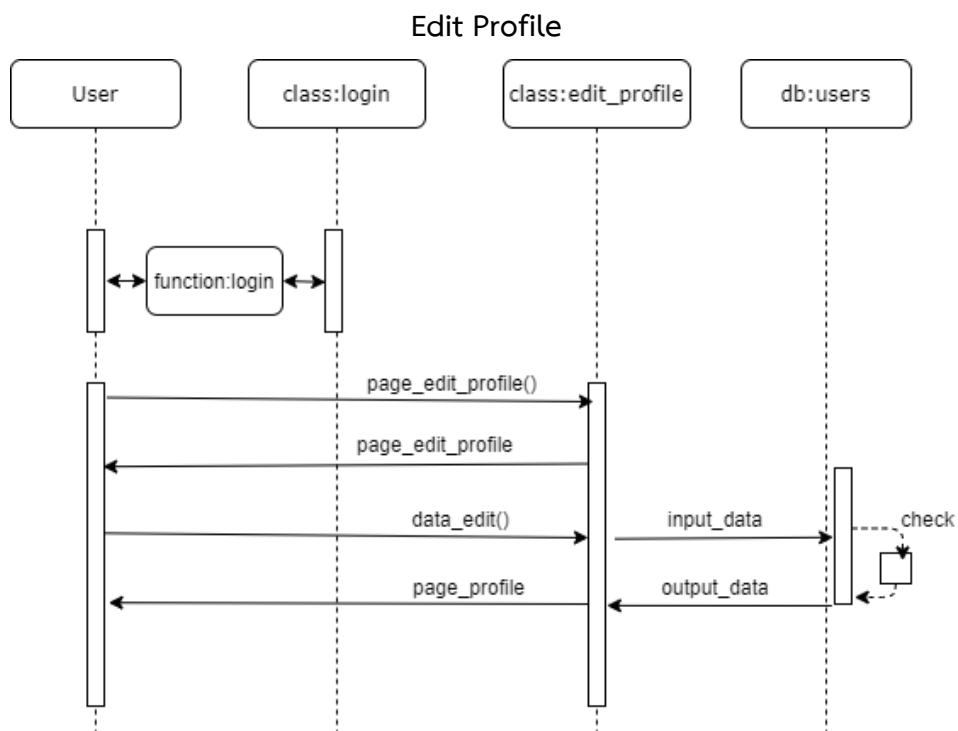 Edit Profile
User
class:login
class:edit_profile
db:users
function:login
page_edit_profile()
page_edit_profile
data_edit()
input_data
check
page_profile
output_data